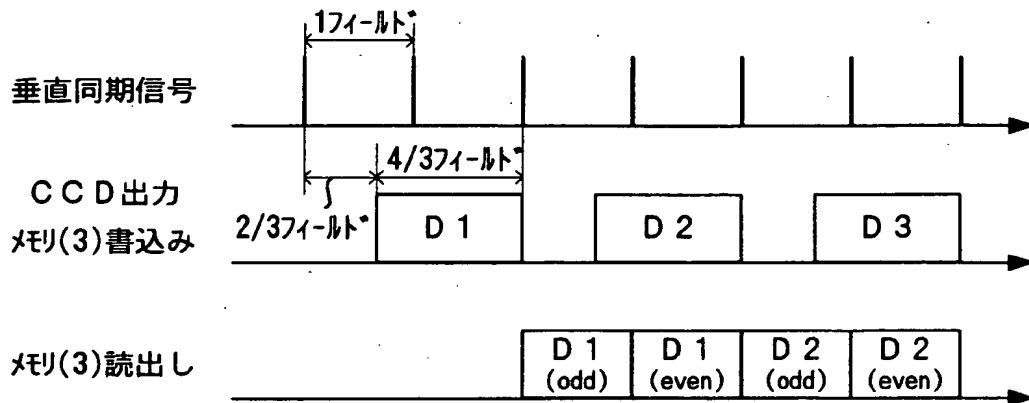 1フィールド
垂直同期信号
4/3フィールド
CCD出力
2/3フィールド
メモリ(3)書込み
D1
D2
D3
メモリ(3)読出し
D1
(odd)
D1
(even)
D2
(odd)
D2
(even)